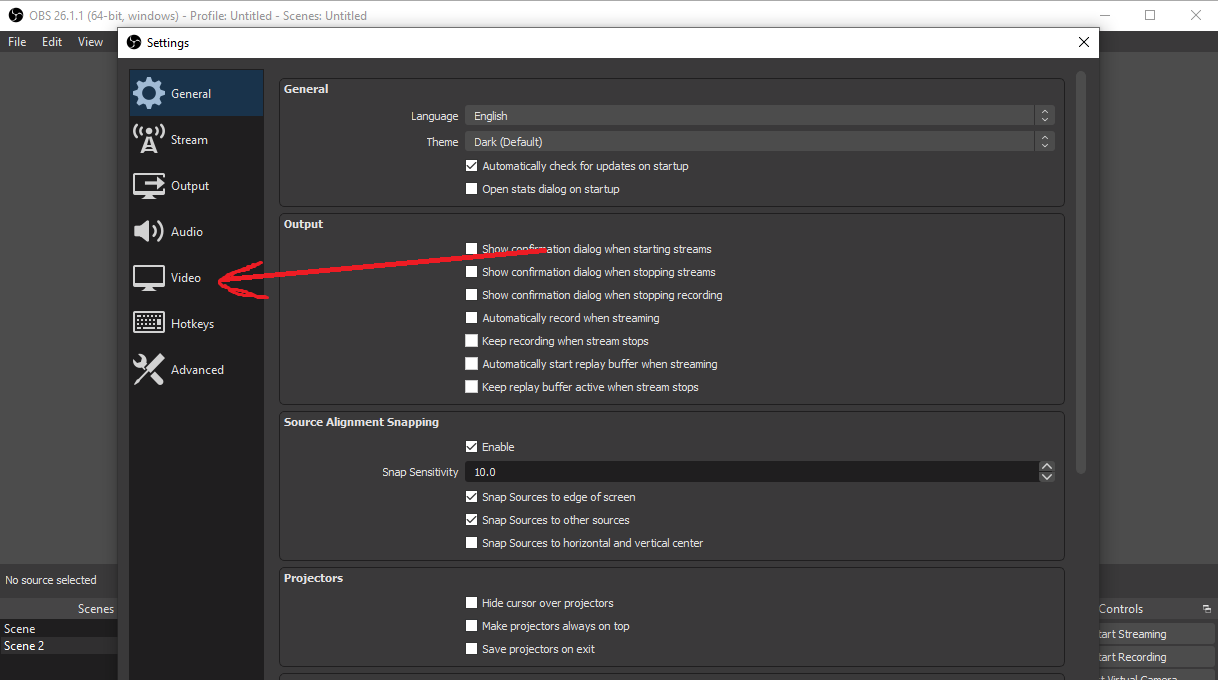 OBS 26.1.1 (64-bit, windows) - Profile: Untitled - Scenes: Untitled
File Edit View
Settings
General
Stream
Output
Audio
Video
Hotkeys
Advanced
General
Language English
Theme Dark (Default)
Automatically check for updates on startup
Open stats dialog on startup
Output
Show confirmation dialog when starting streams
Show confirmation dialog when stopping streams
Show confirmation dialog when stopping recording
Automatically record when streaming
Keep recording when stream stops
Automatically start replay buffer when streaming
Keep replay buffer active when stream stops
Source Alignment Snapping
Enable
Snap Sensitivity 10.0
Snap Sources to edge of screen
Snap Sources to other sources
Snap Sources to horizontal and vertical center
Projectors
Hide cursor over projectors
Make projectors always on top
Save projectors on exit
No source selected
Scenes
Scene
Scene 2
Controls
tart Streaming
tart Recording
t Virtual Camera